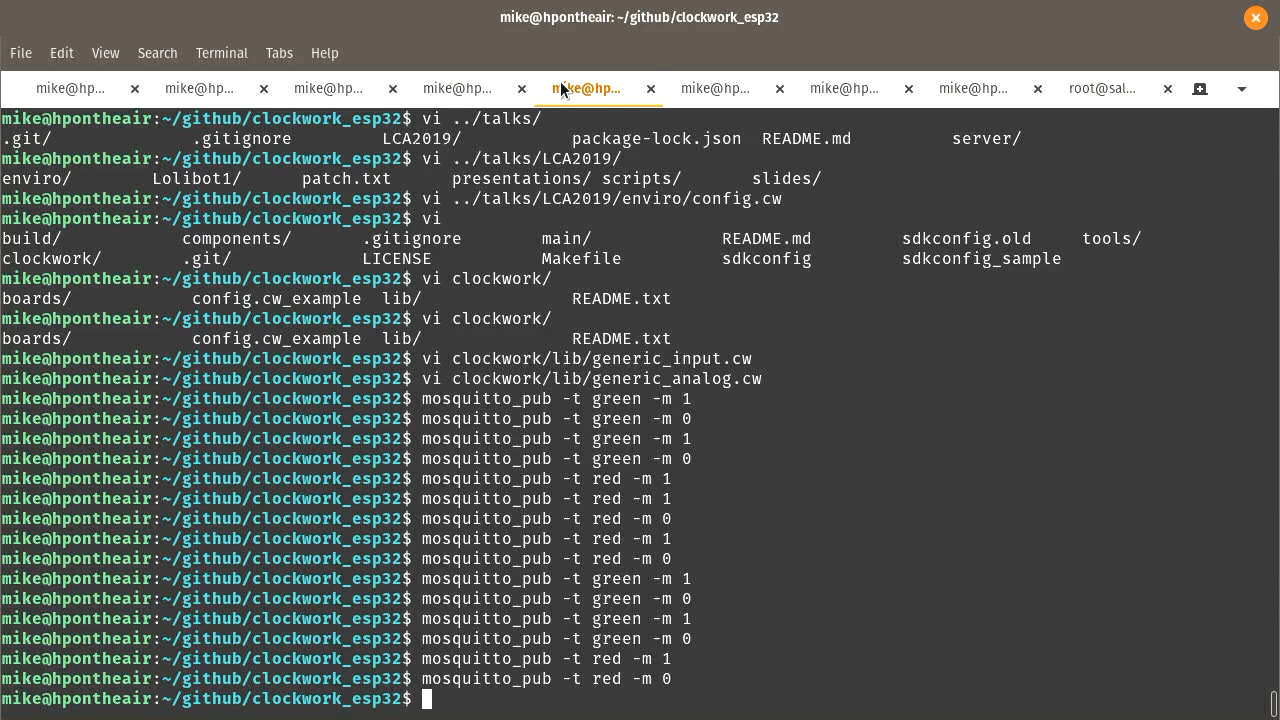 mike@hpontheair: ~/github/clockwork_esp32
File Edit View Search Terminal Tabs Help
mike@hp... mike@hp... mike@hp... mike@hp... mike@hp... mike@hp... mike@hp... mike@hp... root@sal...
mike@hpontheair:~/github/clockwork_esp32$ vi ../talks/
.git/ .gitignore LCA2019/ package-lock.json README.md server/
mike@hpontheair:~/github/clockwork_esp32$ vi ../talks/LCA2019/
enviro/ Lolibot1/ patch.txt presentations/ scripts/ slides/
mike@hpontheair:~/github/clockwork_esp32$ vi ../talks/LCA2019/enviro/config.cw
mike@hpontheair:~/github/clockwork_esp32$ vi
build/ components/ .gitignore main/ README.md sdkconfig.old tools/
clockwork/ .git/ LICENSE Makefile sdkconfig sdkconfig_sample
mike@hpontheair:~/github/clockwork_esp32$ vi clockwork/
boards/ config.cw_example lib/ README.txt
mike@hpontheair:~/github/clockwork_esp32$ vi clockwork/
boards/ config.cw_example lib/ README.txt
mike@hpontheair:~/github/clockwork_esp32$ vi clockwork/lib/generic_input.cw
mike@hpontheair:~/github/clockwork_esp32$ vi clockwork/lib/generic_analog.cw
mike@hpontheair:~/github/clockwork_esp32$ mosquitto_pub -t green -m 1
mike@hpontheair:~/github/clockwork_esp32$ mosquitto_pub -t green -m 0
mike@hpontheair:~/github/clockwork_esp32$ mosquitto_pub -t green -m 1
mike@hpontheair:~/github/clockwork_esp32$ mosquitto_pub -t green -m 0
mike@hpontheair:~/github/clockwork_esp32$ mosquitto_pub -t red -m 1
mike@hpontheair:~/github/clockwork_esp32$ mosquitto_pub -t red -m 1
mike@hpontheair:~/github/clockwork_esp32$ mosquitto_pub -t red -m 0
mike@hpontheair:~/github/clockwork_esp32$ mosquitto_pub -t red -m 1
mike@hpontheair:~/github/clockwork_esp32$ mosquitto_pub -t red -m 0
mike@hpontheair:~/github/clockwork_esp32$ mosquitto_pub -t green -m 1
mike@hpontheair:~/github/clockwork_esp32$ mosquitto_pub -t green -m 0
mike@hpontheair:~/github/clockwork_esp32$ mosquitto_pub -t green -m 1
mike@hpontheair:~/github/clockwork_esp32$ mosquitto_pub -t green -m 0
mike@hpontheair:~/github/clockwork_esp32$ mosquitto_pub -t red -m 1
mike@hpontheair:~/github/clockwork_esp32$ mosquitto_pub -t red -m 0
mike@hpontheair:~/github/clockwork_esp32$